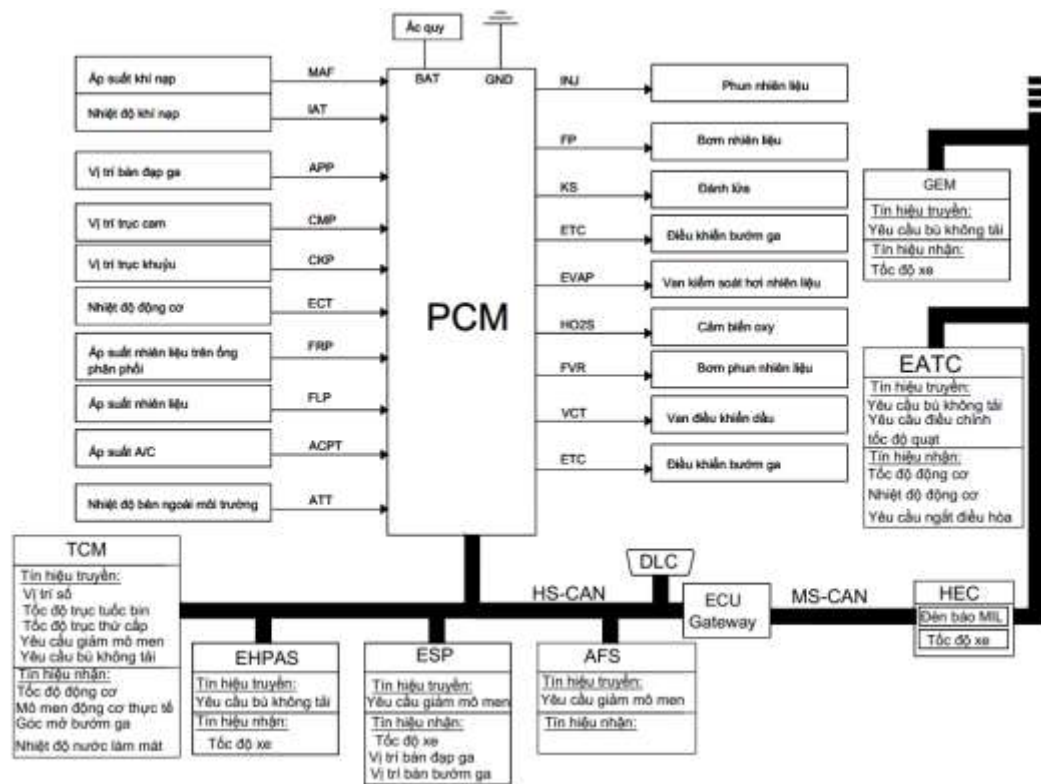 Ắc quy
BAT
GND
Áp suất khí nạp
MAF
Nhiệt độ khí nạp
IAT
Vị trí bàn đạp ga
APP
Vị trí trục cam
CMP
Vị trí trục khuỷu
CKP
Nhiệt độ động cơ
ECT
Áp suất nhiên liệu trên ống
phân phối
FRP
Áp suất nhiên liệu
FLP
Áp suất A/C
ACPT
Nhiệt độ bên ngoài môi trường
ATT
PCM
INJ
Phun nhiên liệu
FP
Bơm nhiên liệu
KS
Đánh lửa
ETC
Điều khiển bướm ga
EVAP
Van kiểm soát hơi nhiên liệu
HO2S
Cảm biến oxy
FVR
Bơm phun nhiên liệu
VCT
Van điều khiển dầu
ETC
Điều khiển bướm ga
GEM
Tín hiệu truyền:
Yêu cầu bù không tải
Tín hiệu nhận:
Tốc độ xe
EATC
Tín hiệu truyền:
Yêu cầu bù không tải
Yêu cầu điều chỉnh
tốc độ quạt
Tín hiệu nhận:
Tốc độ động cơ
Nhiệt độ động cơ
Yêu cầu ngắt điều hòa
TCM
Tín hiệu truyền:
Vị trí số
Tốc độ trục tuốc bin
Tốc độ trục thứ cấp
Yêu cầu giảm mô men
Yêu cầu bù không tải
Tín hiệu nhận:
Tốc độ động cơ
Mô men động cơ thực tế
Góc mở bướm ga
Nhiệt độ nước làm mát
HS-CAN
DLC
ECU
Gateway
MS-CAN
HEC
Đèn báo MIL
Tốc độ xe
EHPAS
Tín hiệu truyền:
Yêu cầu bù không tải
Tín hiệu nhận:
Tốc độ xe
ESP
Tín hiệu truyền:
Yêu cầu giảm mô men
Tín hiệu nhận:
Tốc độ xe
Vị trí bàn đạp ga
Vị trí bàn bướm ga
AFS
Tín hiệu truyền:
Yêu cầu giảm mô men
Tín hiệu nhận: